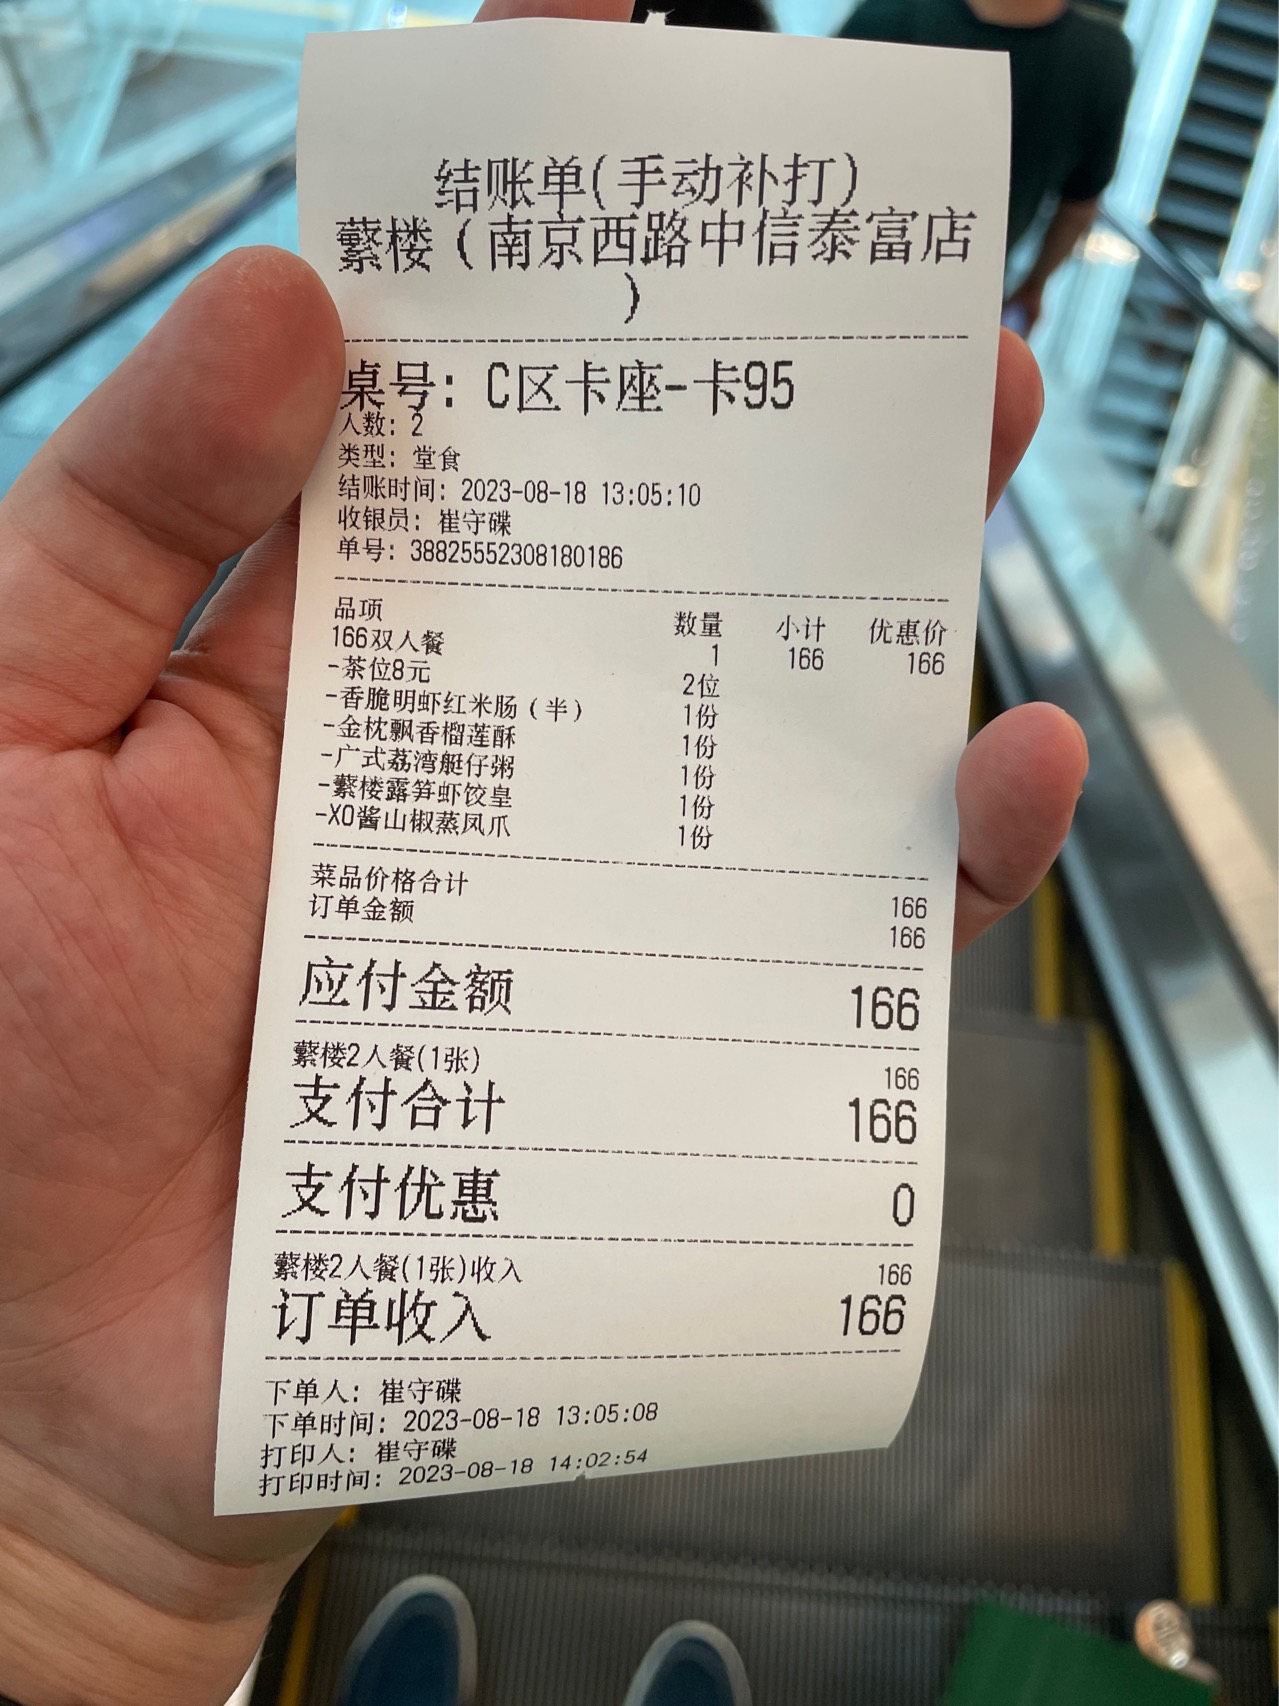 结账单(手动补打)
蘩楼（南京西路中信泰富店
）
桌号: C区卡座-卡95
人数: 2
类型: 堂食
结账时间: 2023-08-18 13:05:10
收银员: 崔守碟
单号: 38825552308180186
品项 数量 小计 优惠价
166双人餐 1 166 166
-茶位8元 2位
-香脆明虾红米肠（半） 1份
-金枕飘香榴莲酥 1份
-广式荔湾艇仔粥 1份
-蘩楼露笋虾饺皇 1份
-XO酱山椒蒸凤爪 1份
菜品价格合计 166
订单金额 166
应付金额 166
蘩楼2人餐(1张) 166
支付合计 166
支付优惠 0
蘩楼2人餐(1张)收入 166
订单收入 166
下单人: 崔守碟
下单时间: 2023-08-18 13:05:08
打印人: 崔守碟
打印时间: 2023-08-18 14:02:54